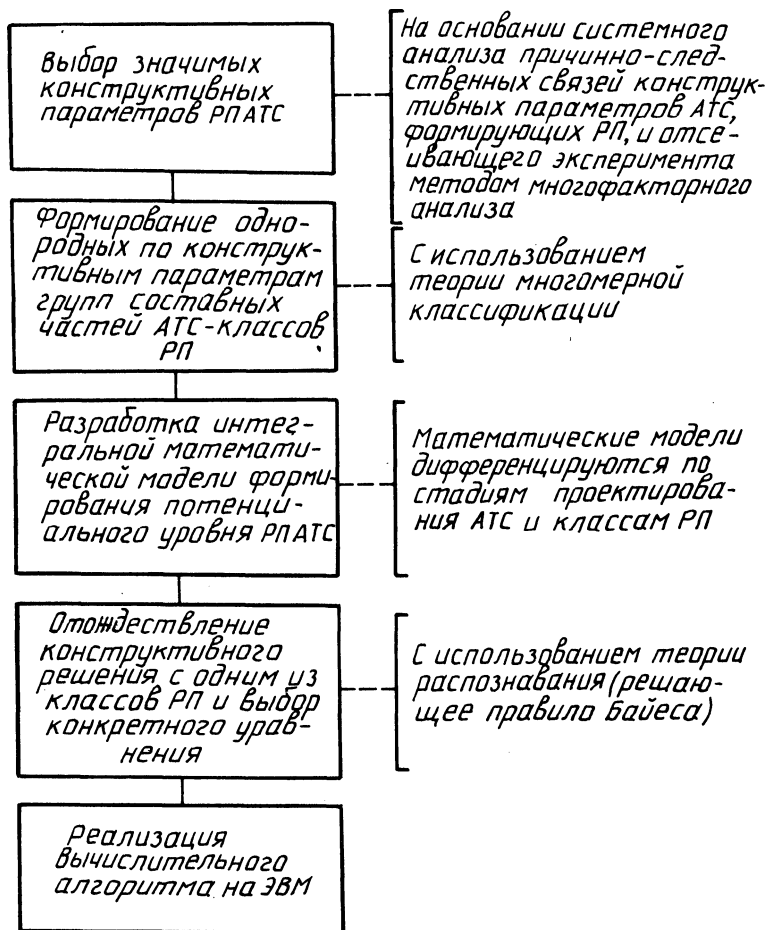 Выбор значимых
конструктивных
параметров РП АТС
На основании системного
анализа причинно-след-
ственных связей конструк-
тивных параметров АТС,
формирующих РП, и отсе-
ивающего эксперимента
методом многофакторного
анализа
Формирование одно-
родных по конструк-
тивным параметрам
групп составных
частей АТС-классов
РП
С использованием
теории многомерной
классификации
Разработка интег-
ральной математи-
ческой модели форми-
рования потенци-
ального уровня РП АТС
Математические модели
дифференцируются по
стадиям проектирова-
ния АТС и классам РП
Отождествление
конструктивного
решения с одним из
классов РП и выбор
конкретного урав-
нения
С использованием теории
распознавания (решаю-
щее правило Байеса)
Реализация
вычислительного
алгоритма на ЭВМ